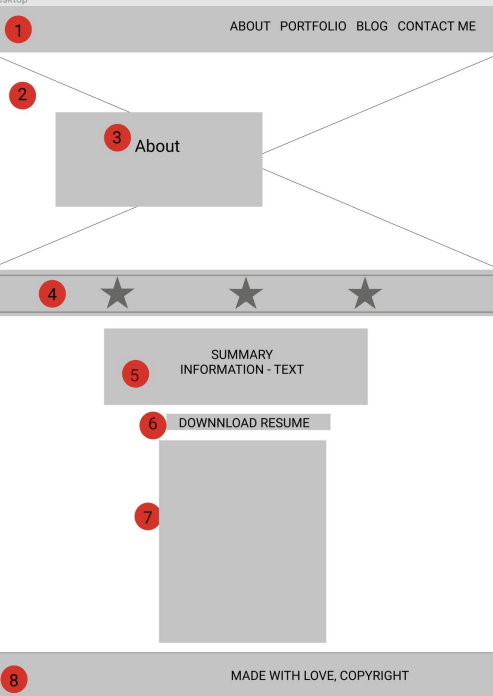 esktop
1
ABOUT PORTFOLIO BLOG CONTACT ME
2
3
About
4
SUMMARY
5
INFORMATION - TEXT
6
DOWNNLOAD RESUME
7
8
MADE WITH LOVE, COPYRIGHT